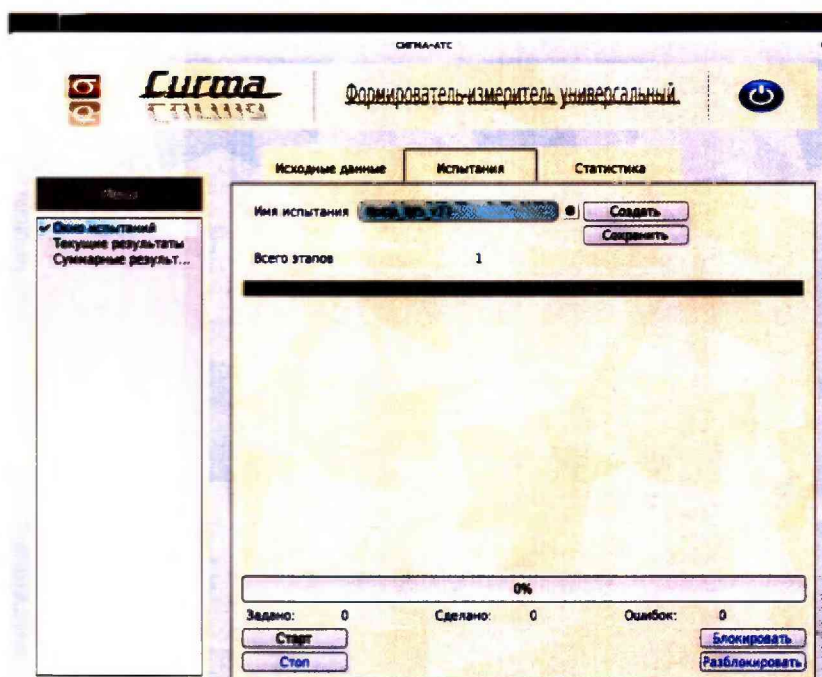 СИГМА-АТС
Сигма
Формирователь-измеритель универсальный
Исходные данные Испытания Статистика
Меню
Окно испытаний
Текущие результаты
Суммарные результ...
Имя испытания
Создать
Сохранить
Всего этапов 1
0%
Задано: 0 Сделано: 0 Ошибок: 0
Старт
Стоп
Блокировать
Разблокировать